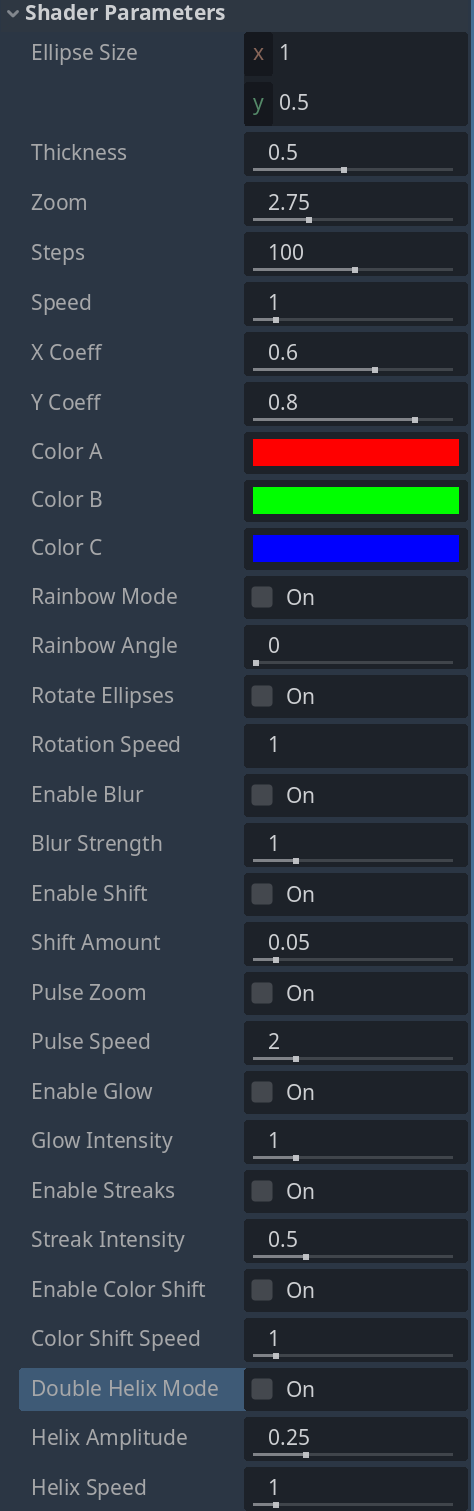 Shader Parameters
Ellipse Size x 1
y 0.5
Thickness 0.5
Zoom 2.75
Steps 100
Speed 1
X Coeff 0.6
Y Coeff 0.8
Color A
Color B
Color C
Rainbow Mode On
Rainbow Angle 0
Rotate Ellipses On
Rotation Speed 1
Enable Blur On
Blur Strength 1
Enable Shift On
Shift Amount 0.05
Pulse Zoom On
Pulse Speed 2
Enable Glow On
Glow Intensity 1
Enable Streaks On
Streak Intensity 0.5
Enable Color Shift On
Color Shift Speed 1
Double Helix Mode On
Helix Amplitude 0.25
Helix Speed 1